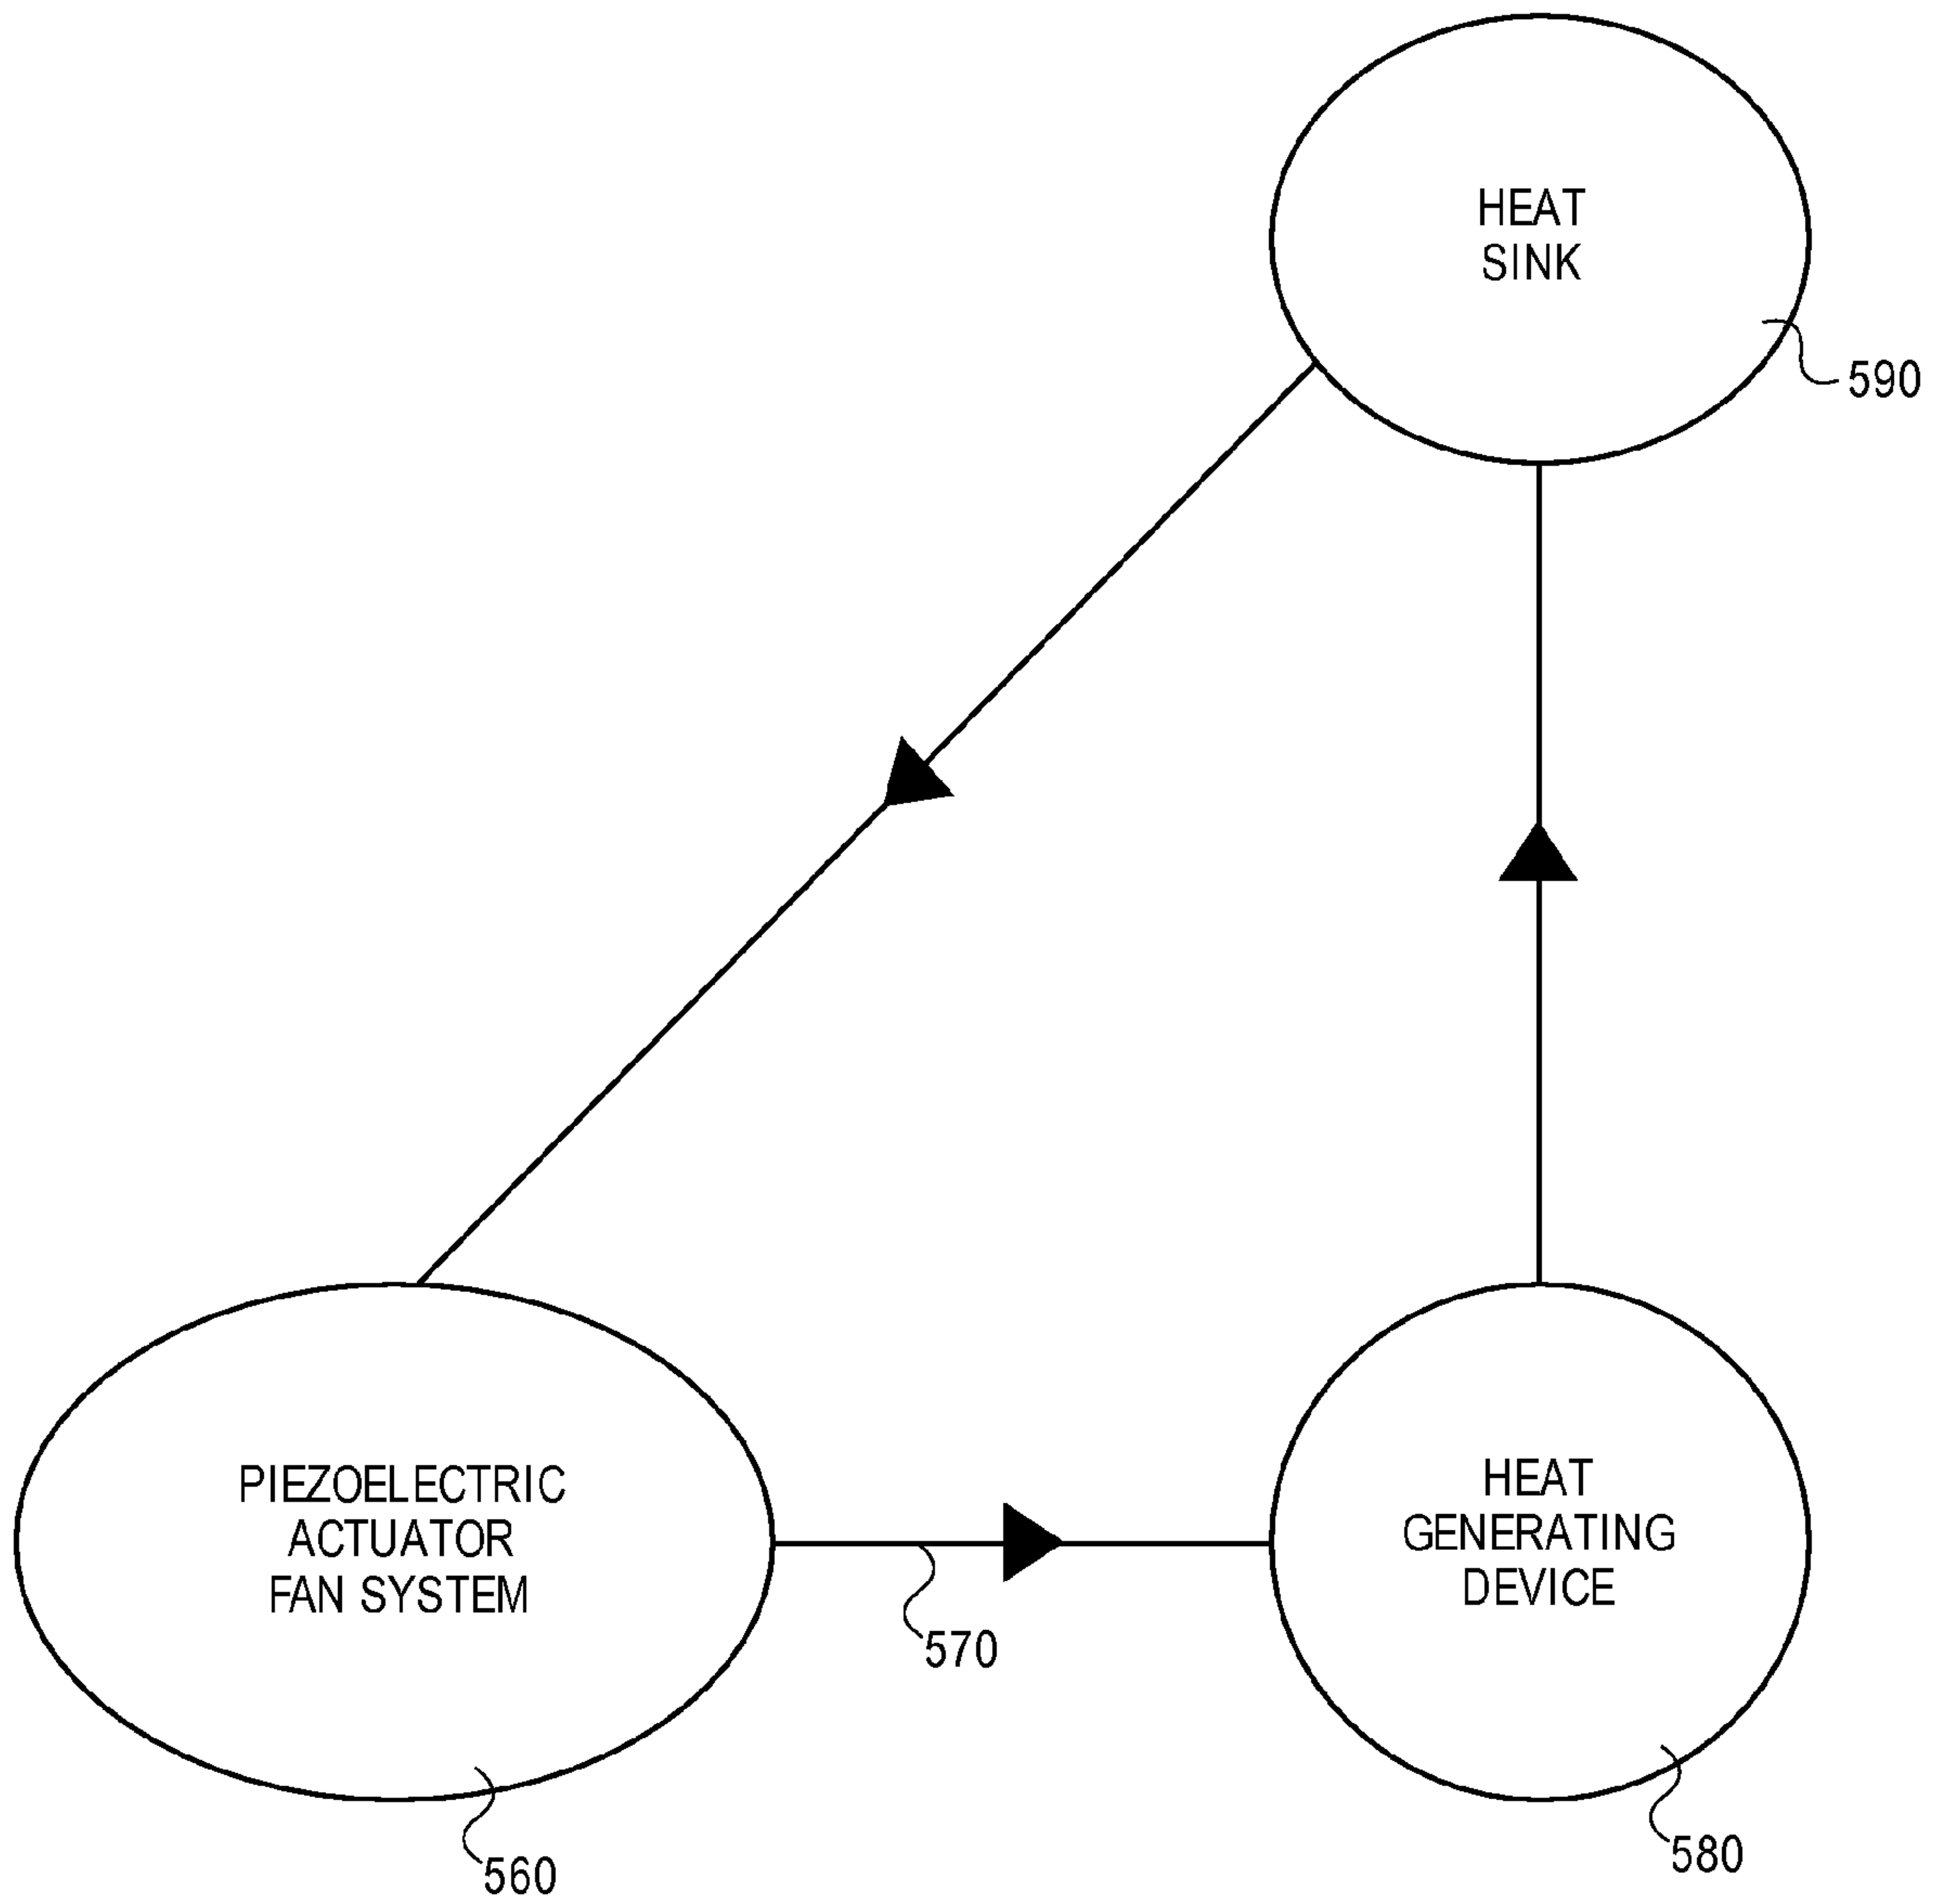 HEAT
SINK
590
PIEZOELECTRIC
ACTUATOR
FAN SYSTEM
HEAT
GENERATING
DEVICE
570
560
580